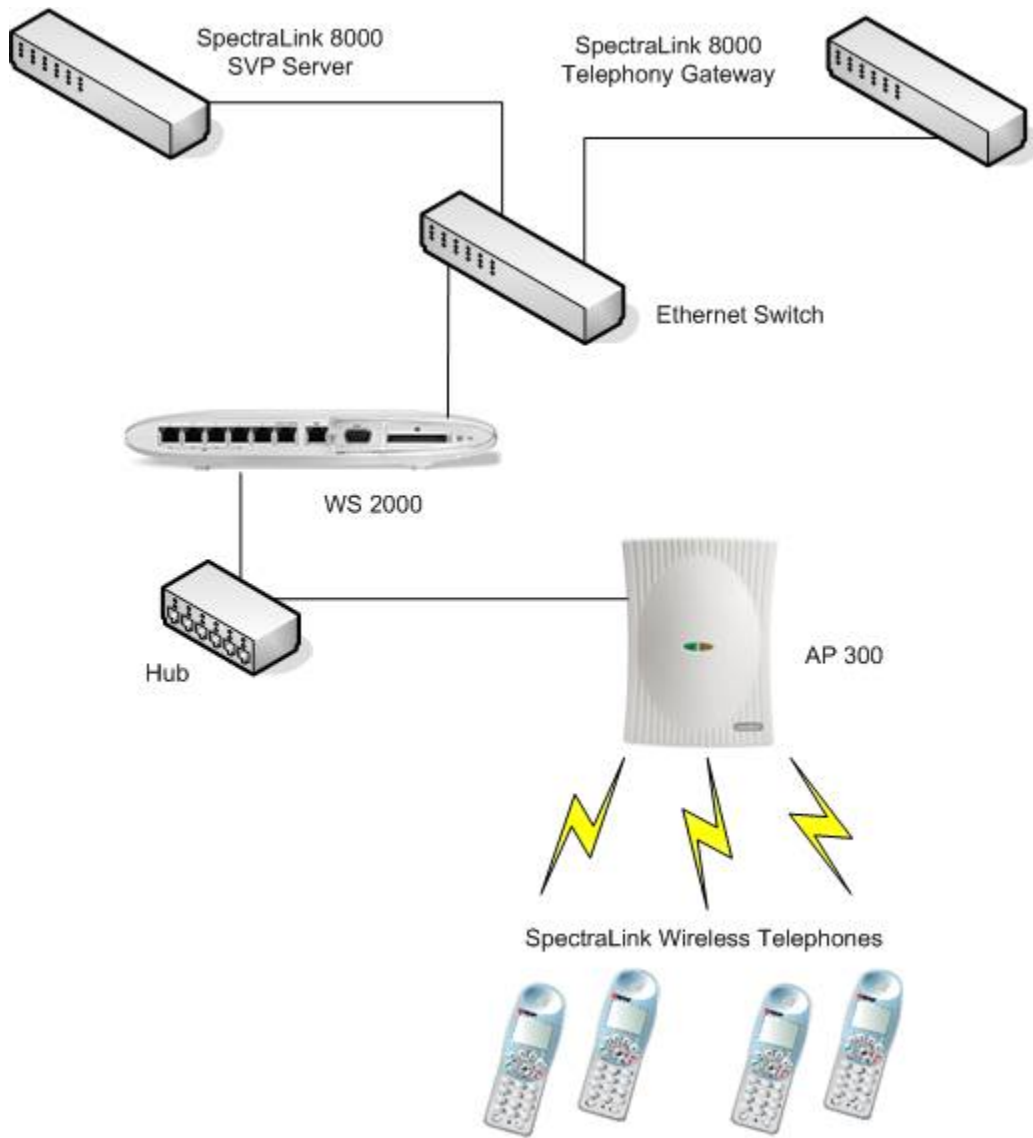 SpectraLink 8000
SVP Server
SpectraLink 8000
Telephony Gateway
Ethernet Switch
WS 2000
Hub
AP 300
SpectraLink Wireless Telephones